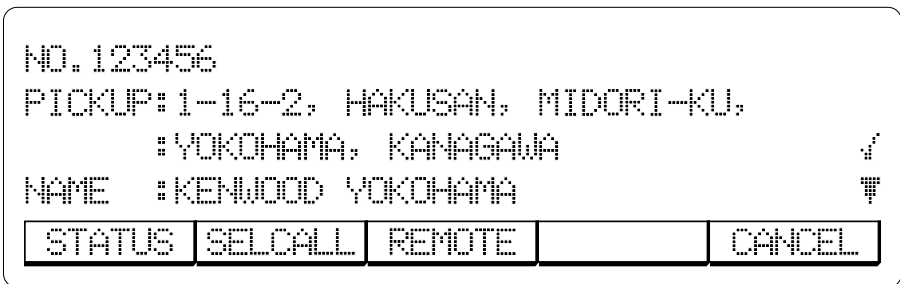 NO.123456
PICKUP:1-16-2, HAKUSAN, MIDORI-KU,
:YOKOHAMA, KANAGAWA
NAME :KENWOOD YOKOHAMA
STATUS SELCALL REMOTE CANCEL